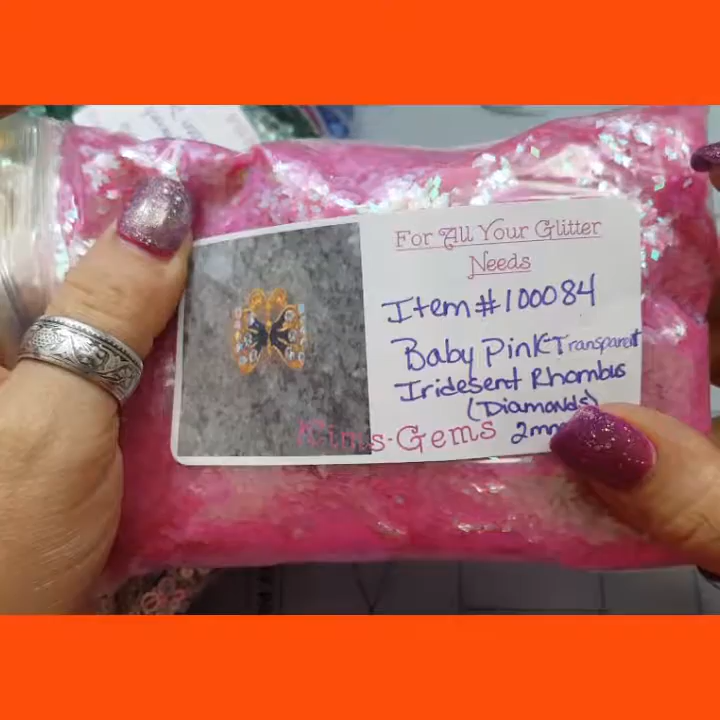 For All Your Glitter
Needs
Item#100084
Baby Pink Transparent
Iridesent Rhombus
(Diamonds)
Kims-Gems 2mm